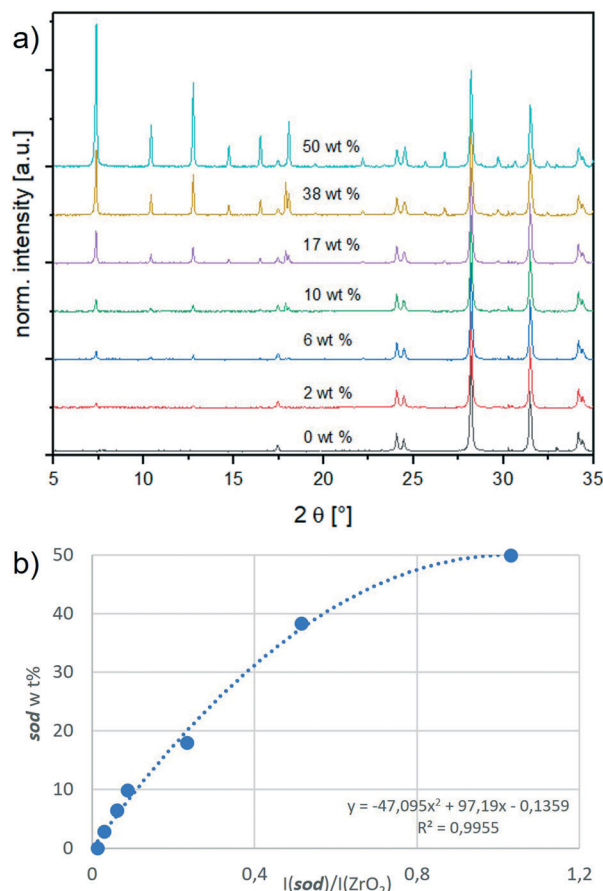 a)
norm. intensity [a.u.]
50 wt %
38 wt %
17 wt %
10 wt %
6 wt %
2 wt %
0 wt %
5 10 15 20 25 30 35
2 θ [°]
b)
50
40
30
20
10
0
sod w t%
y = -47,095x² + 97,19x - 0,1359
R² = 0,9955
0 0,4 0,8 1,2
I(sod)/I(ZrO₂)